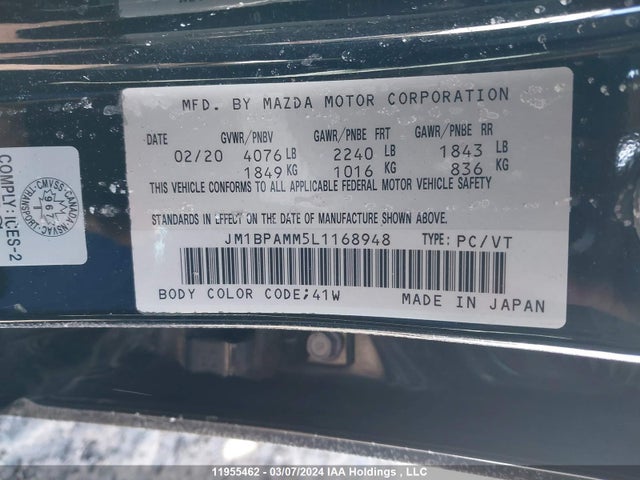 MFD. BY MAZDA MOTOR CORPORATION
DATE GVWR/PNBV GAWR/PNBE FRT GAWR/PNBE RR
02/20 4076 LB 2240 LB 1843 LB
1849 KG 1016 KG 836 KG
THIS VEHICLE CONFORMS TO ALL APPLICABLE FEDERAL MOTOR VEHICLE SAFETY
STANDARDS IN EFFECT ON THE DATE OF MANUFACTURE SHOWN ABOVE.
JM1BPAMM5L1168948 TYPE: PC/VT
BODY COLOR CODE;41W MADE IN JAPAN
COMPLY:ICES-2
11955462 - 03/07/2024 IAA Holdings , LLC